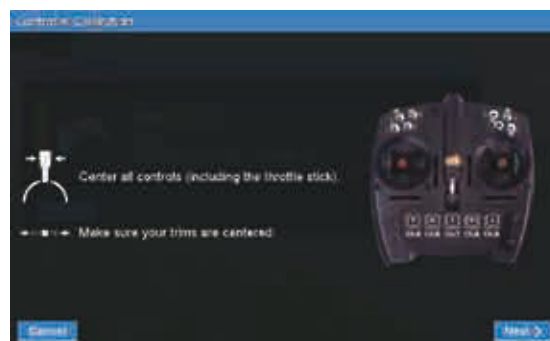 Controller Calibration
Center all controls (including the throttle stick).
Make sure your trims are centered.
Cancel
Next >